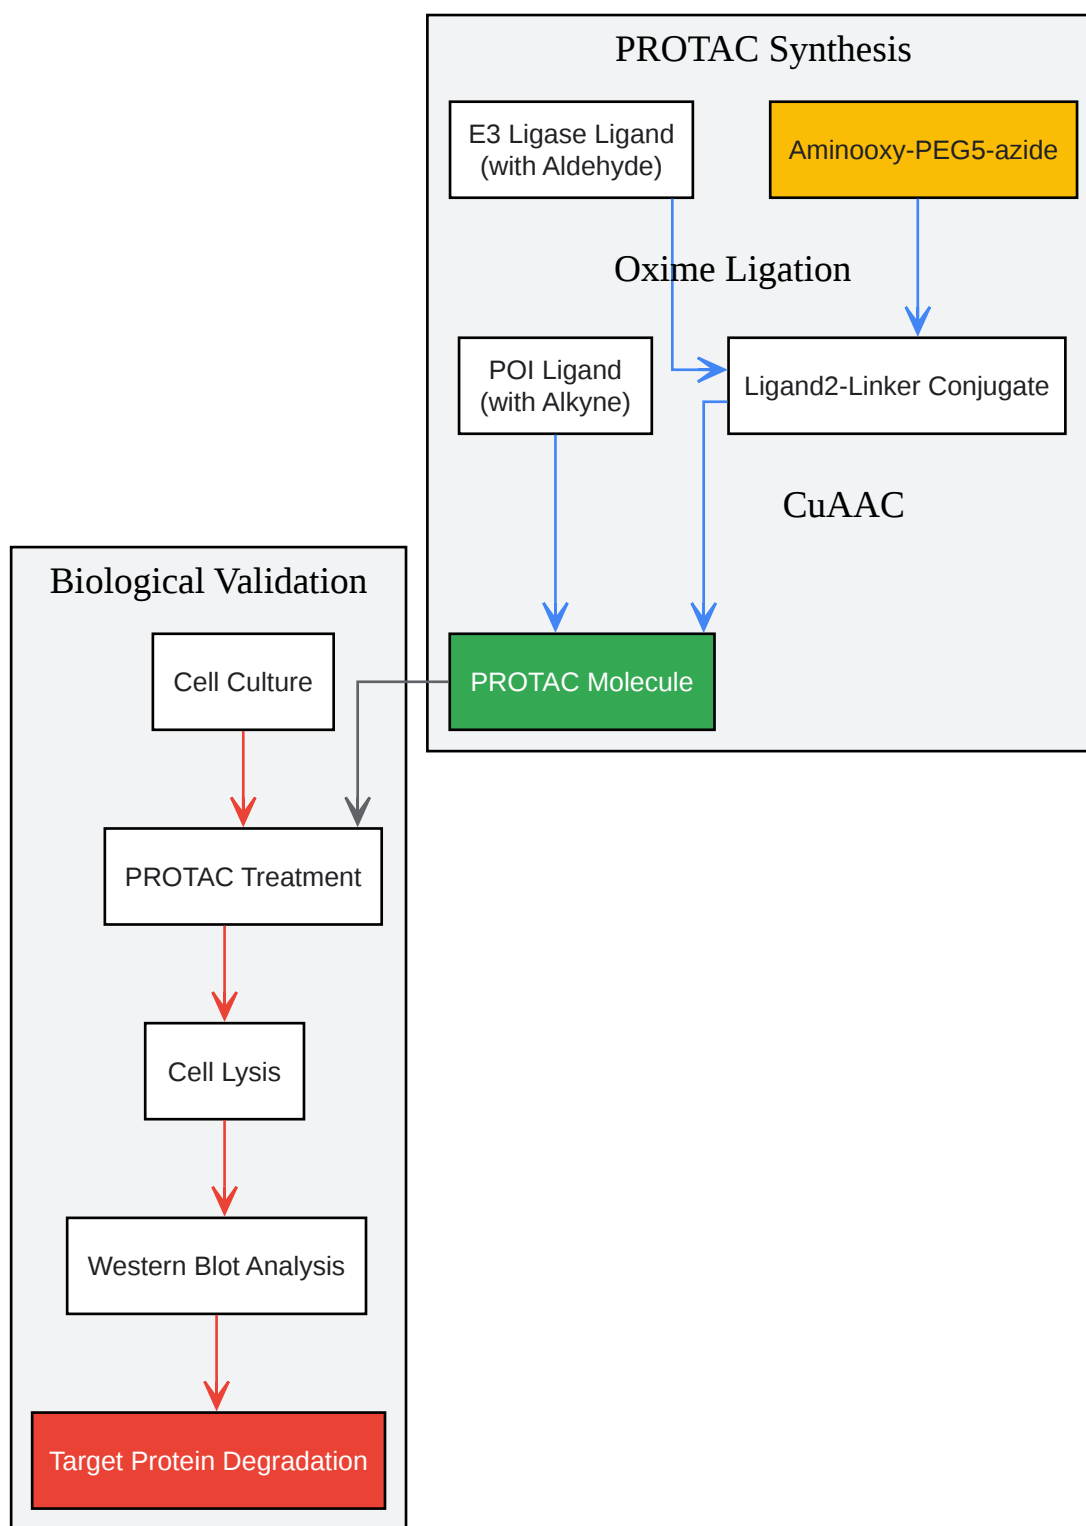 PROTAC Synthesis
E3 Ligase Ligand
(with Aldehyde)
Aminooxy-PEG5-azide
Oxime Ligation
POI Ligand
(with Alkyne)
Ligand2-Linker Conjugate
CuAAC
Biological Validation
Cell Culture
PROTAC Molecule
PROTAC Treatment
Cell Lysis
Western Blot Analysis
Target Protein Degradation